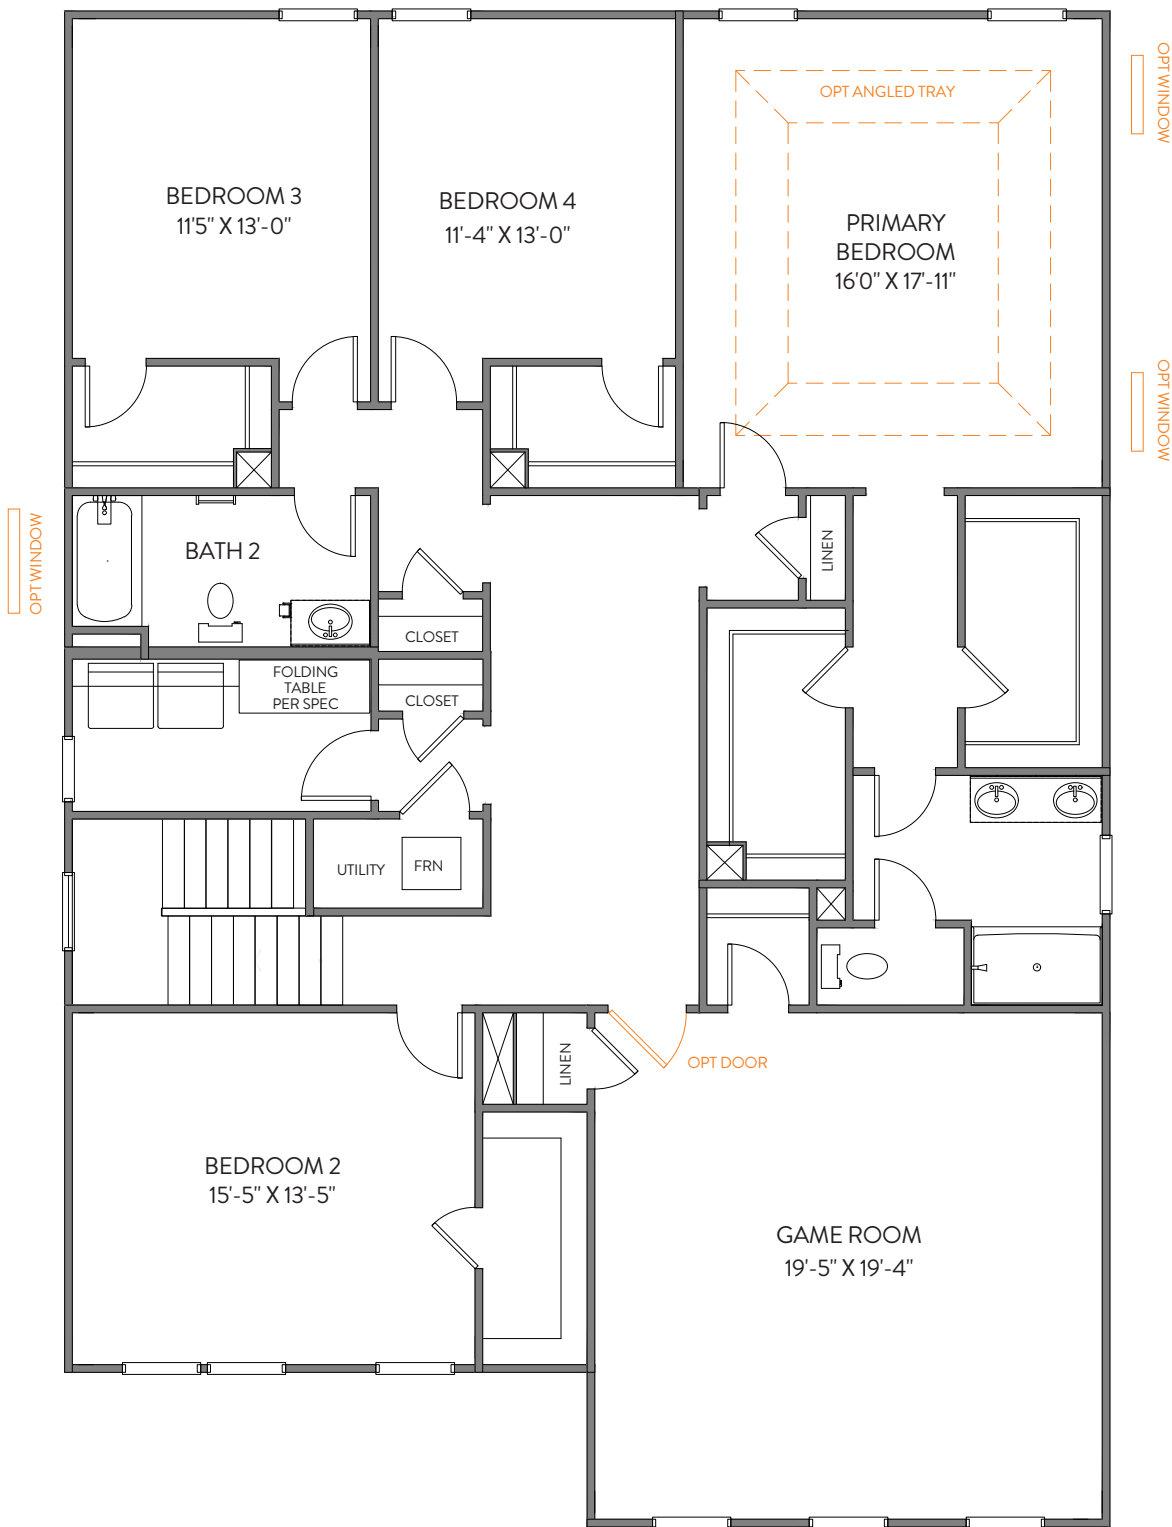 OPT WINDOW
OPT ANGLED TRAY
BEDROOM 3
11'5" X 13'-0"
BEDROOM 4
11'-4" X 13'-0"
PRIMARY
BEDROOM
16'0" X 17'-11"
OPT WINDOW
OPT WINDOW
BATH 2
LINEN
CLOSET
FOLDING
TABLE
PER SPEC
CLOSET
UTILITY
FRN
LINEN
OPT DOOR
BEDROOM 2
15'-5" X 13'-5"
GAME ROOM
19'-5" X 19'-4"